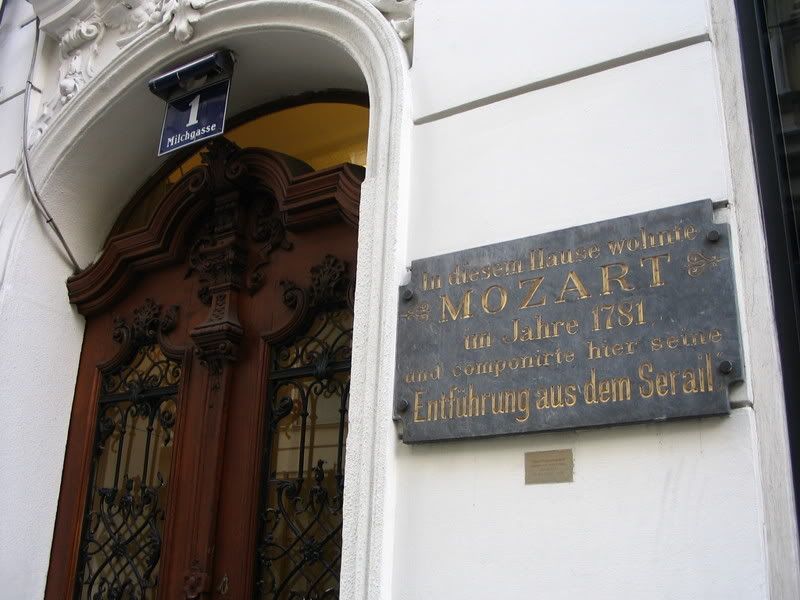 1
Milchgasse
In diesem Hause wohnte
MOZART
im Jahre 1781
und componirte hier seine
Entführung aus dem Serail